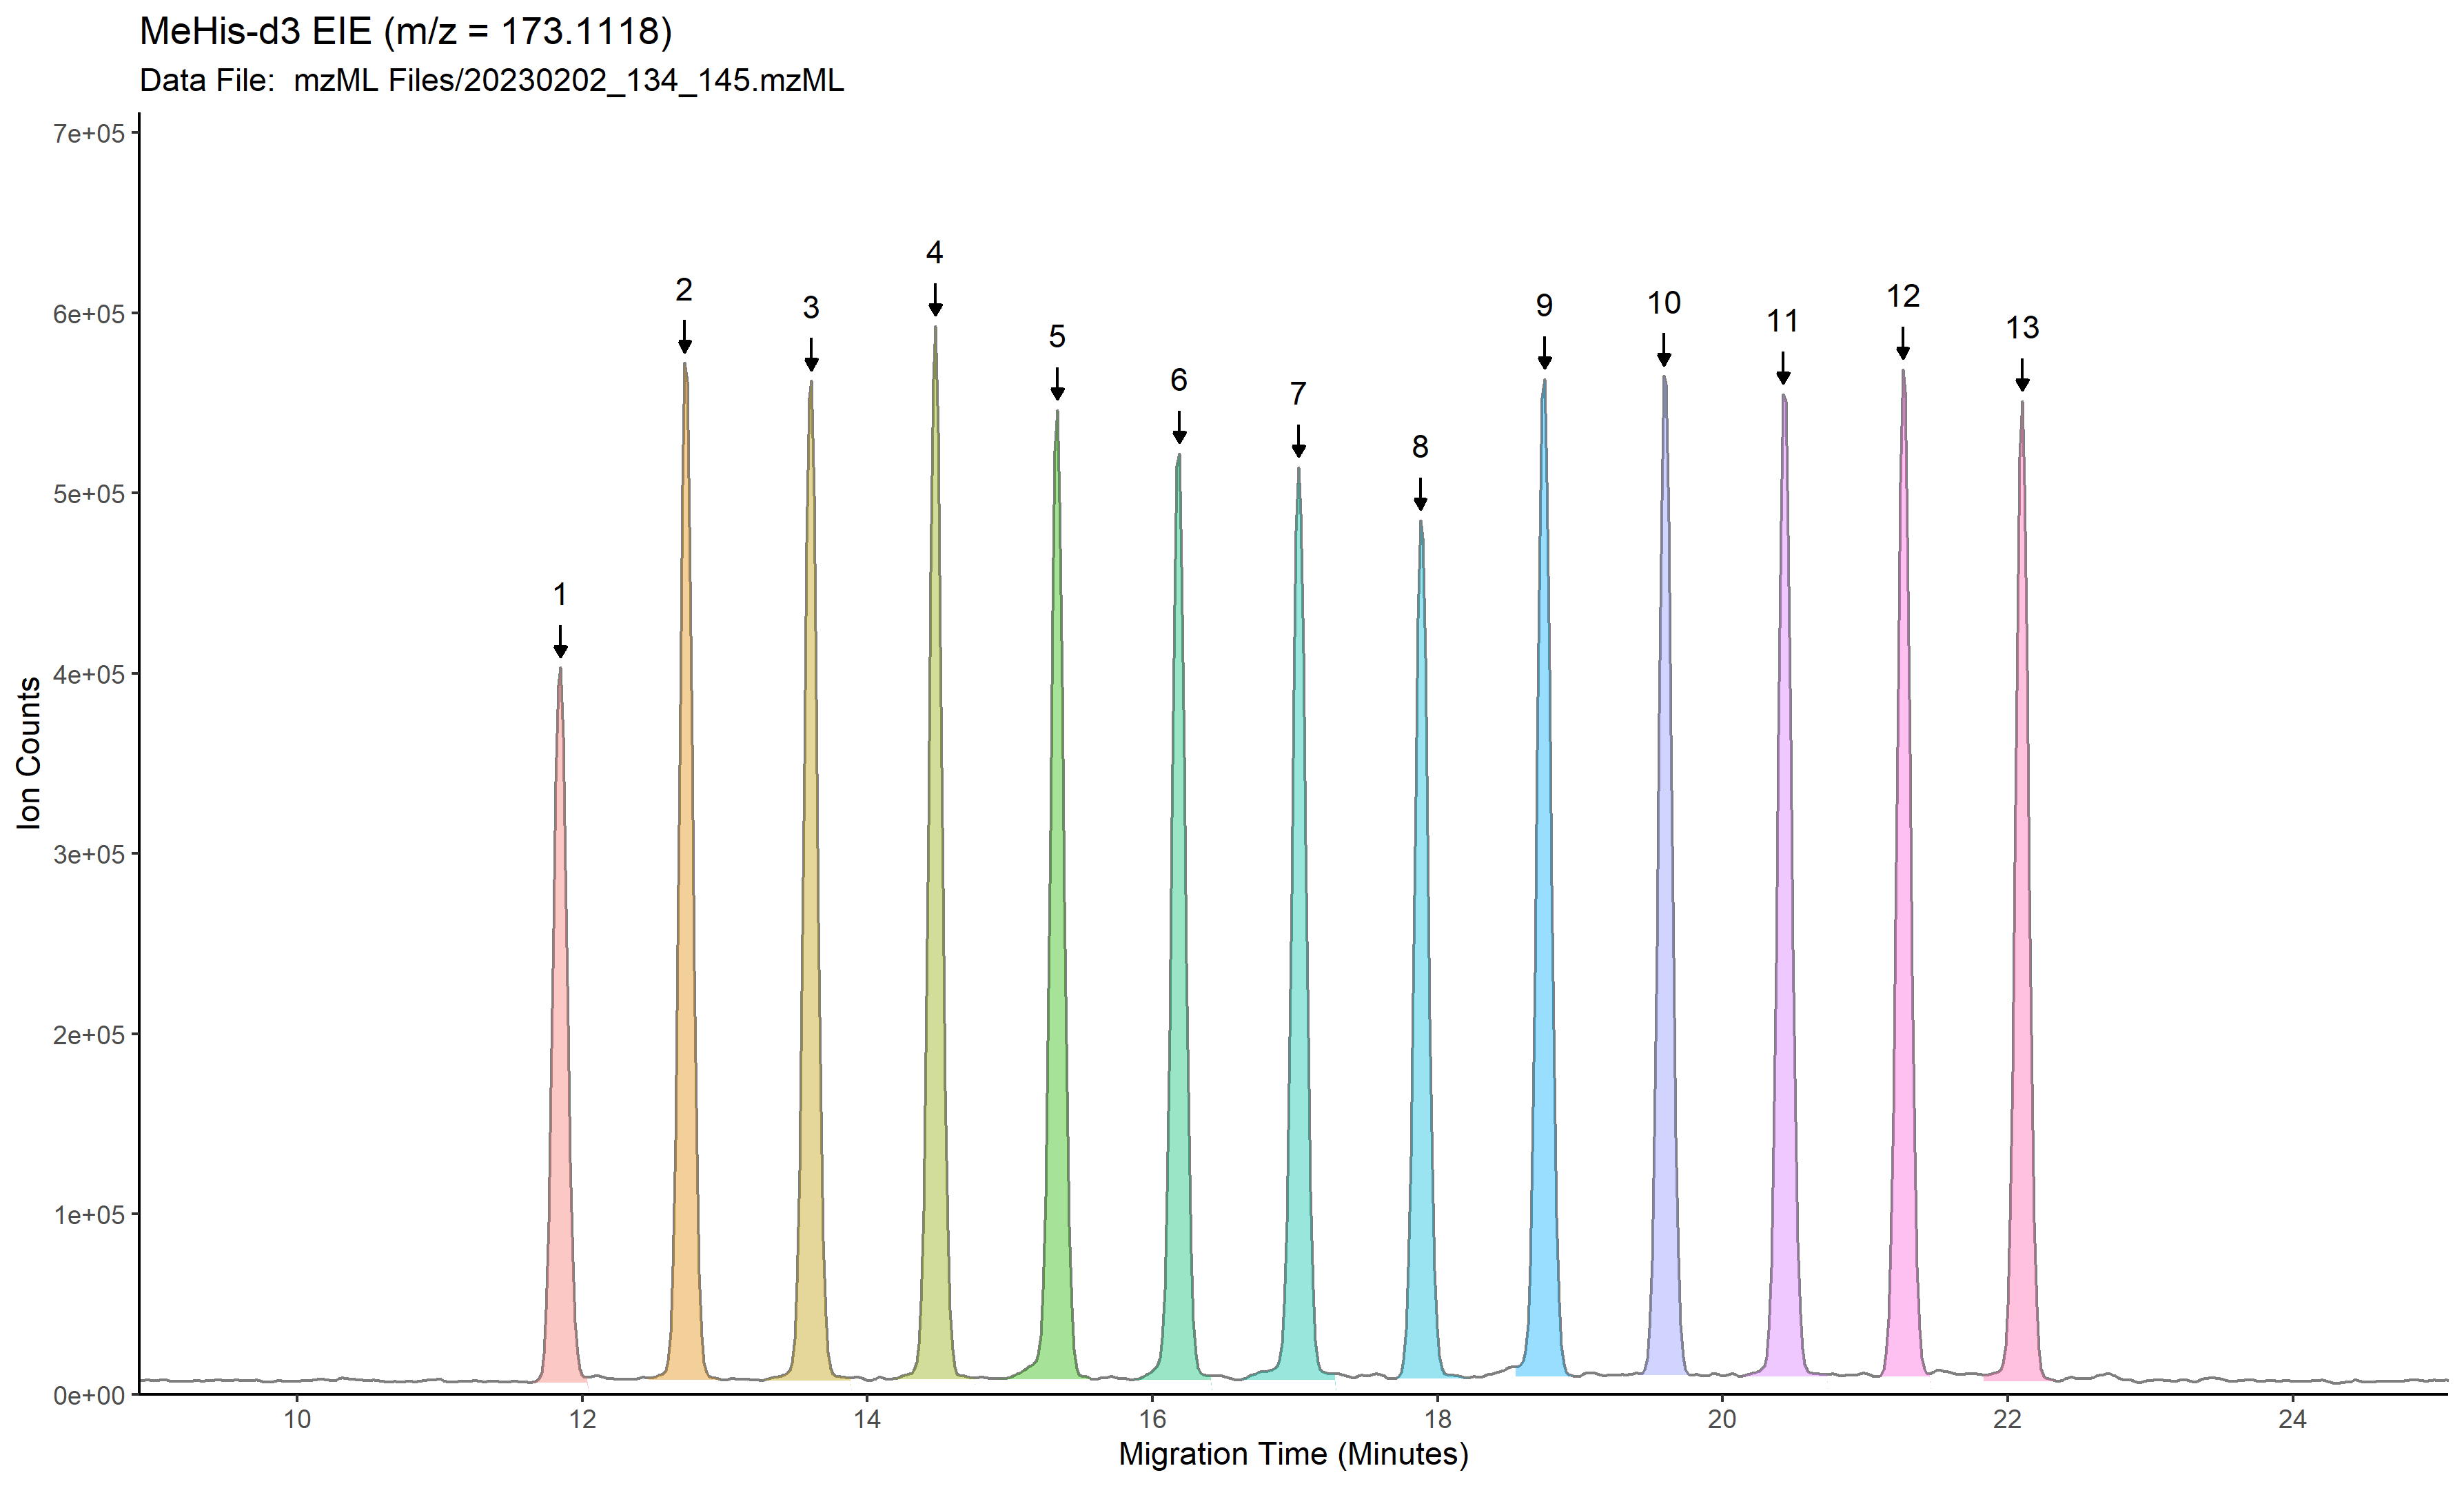 MeHis-d3 EIE (m/z = 173.1118)
Data File:  mzML Files/20230202_134_145.mzML
7e+05
6e+05
5e+05
4e+05
3e+05
2e+05
1e+05
0e+00
Ion Counts
1
2
3
4
5
6
7
8
9
10
11
12
13
10
12
14
16
18
20
22
24
Migration Time (Minutes)